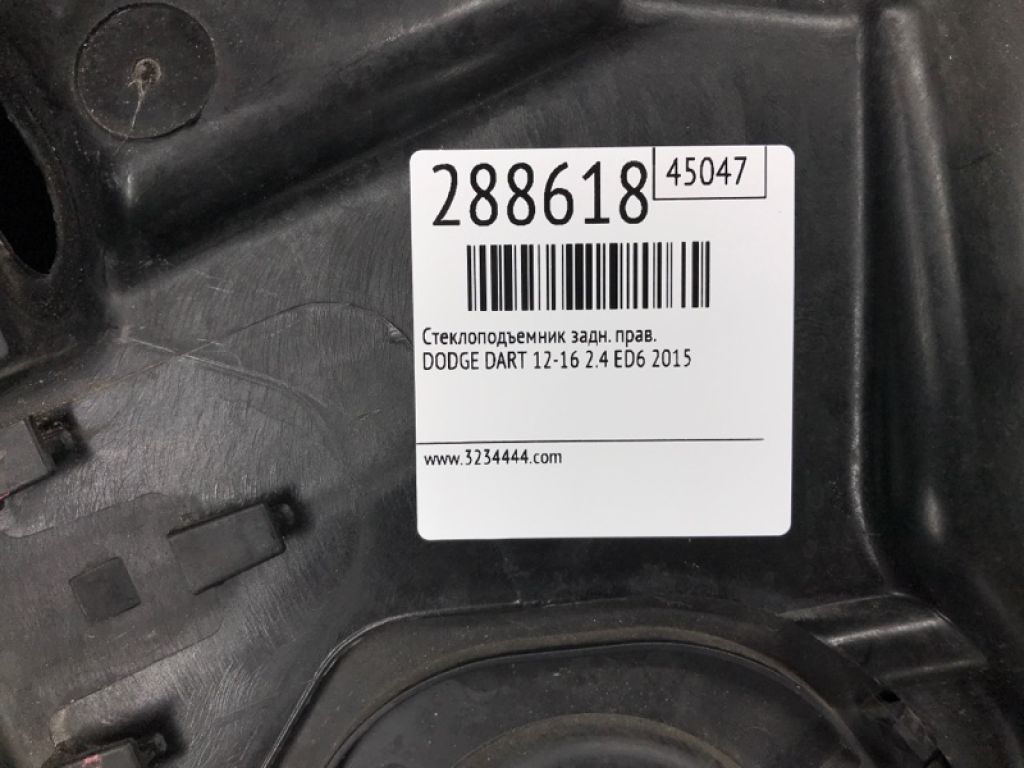 288618
45047
Стеклоподъемник задн. прав.
DODGE DART 12-16 2.4 ED6 2015
www.3234444.com